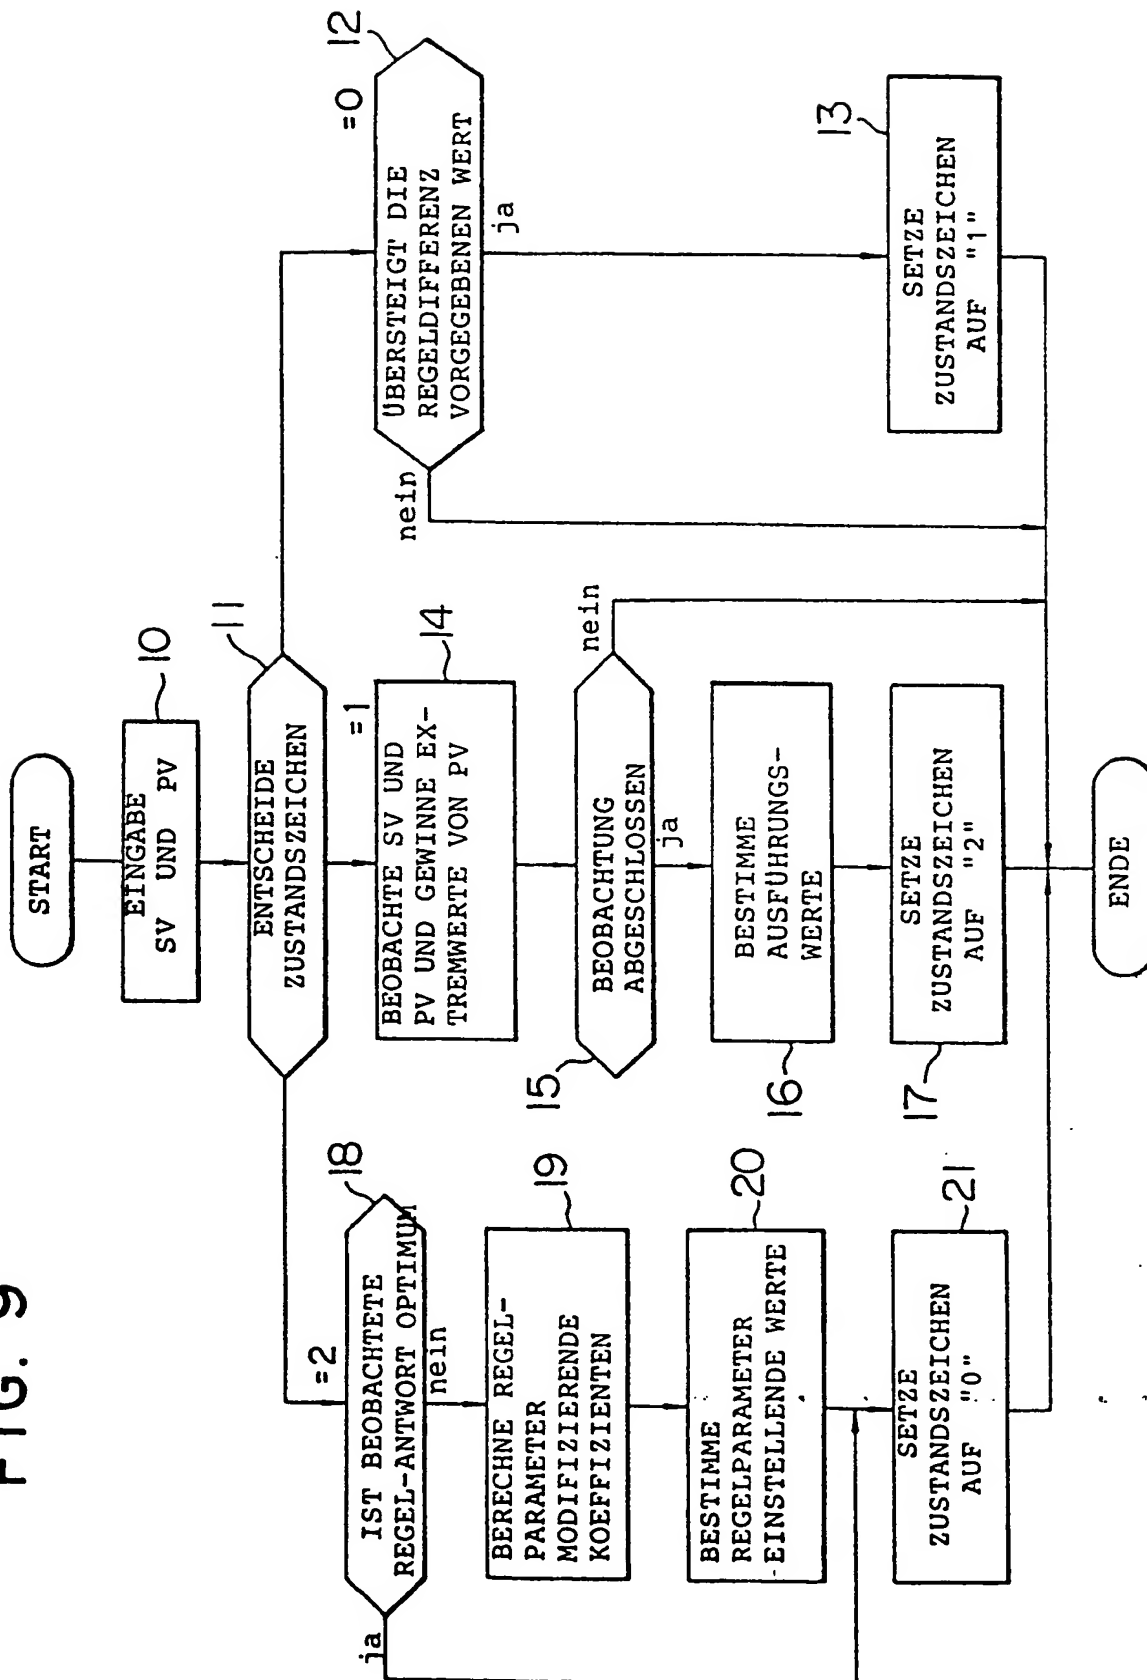 FIG. 9
START
EINGABE
SV UND PV
10
ENTSCHEIDE
ZUSTANDSZEICHEN
11
=0
12
ÜBERSTEIGT DIE
REGELDIFFERENZ
VORGEGEBENEN WERT
nein
ja
13
SETZE
ZUSTANDSZEICHEN
AUF "1"
=1
14
BEOBACHTE SV UND
PV UND GEWINNE EX-
TREMWERTE VON PV
15
BEOBACHTUNG
ABGESCHLOSSEN
nein
ja
16
BESTIMME
AUSFÜHRUNGS-
WERTE
17
SETZE
ZUSTANDSZEICHEN
AUF "2"
=2
18
IST BEOBACHTETE
REGEL-ANTWORT OPTIMUM
ja
nein
19
BERECHNE REGEL-
PARAMETER
MODIFIZIERENDE
KOEFFIZIENTEN
20
BESTIMME
REGELPARAMETER
EINSTELLENDE WERTE
21
SETZE
ZUSTANDSZEICHEN
AUF "0"
ENDE